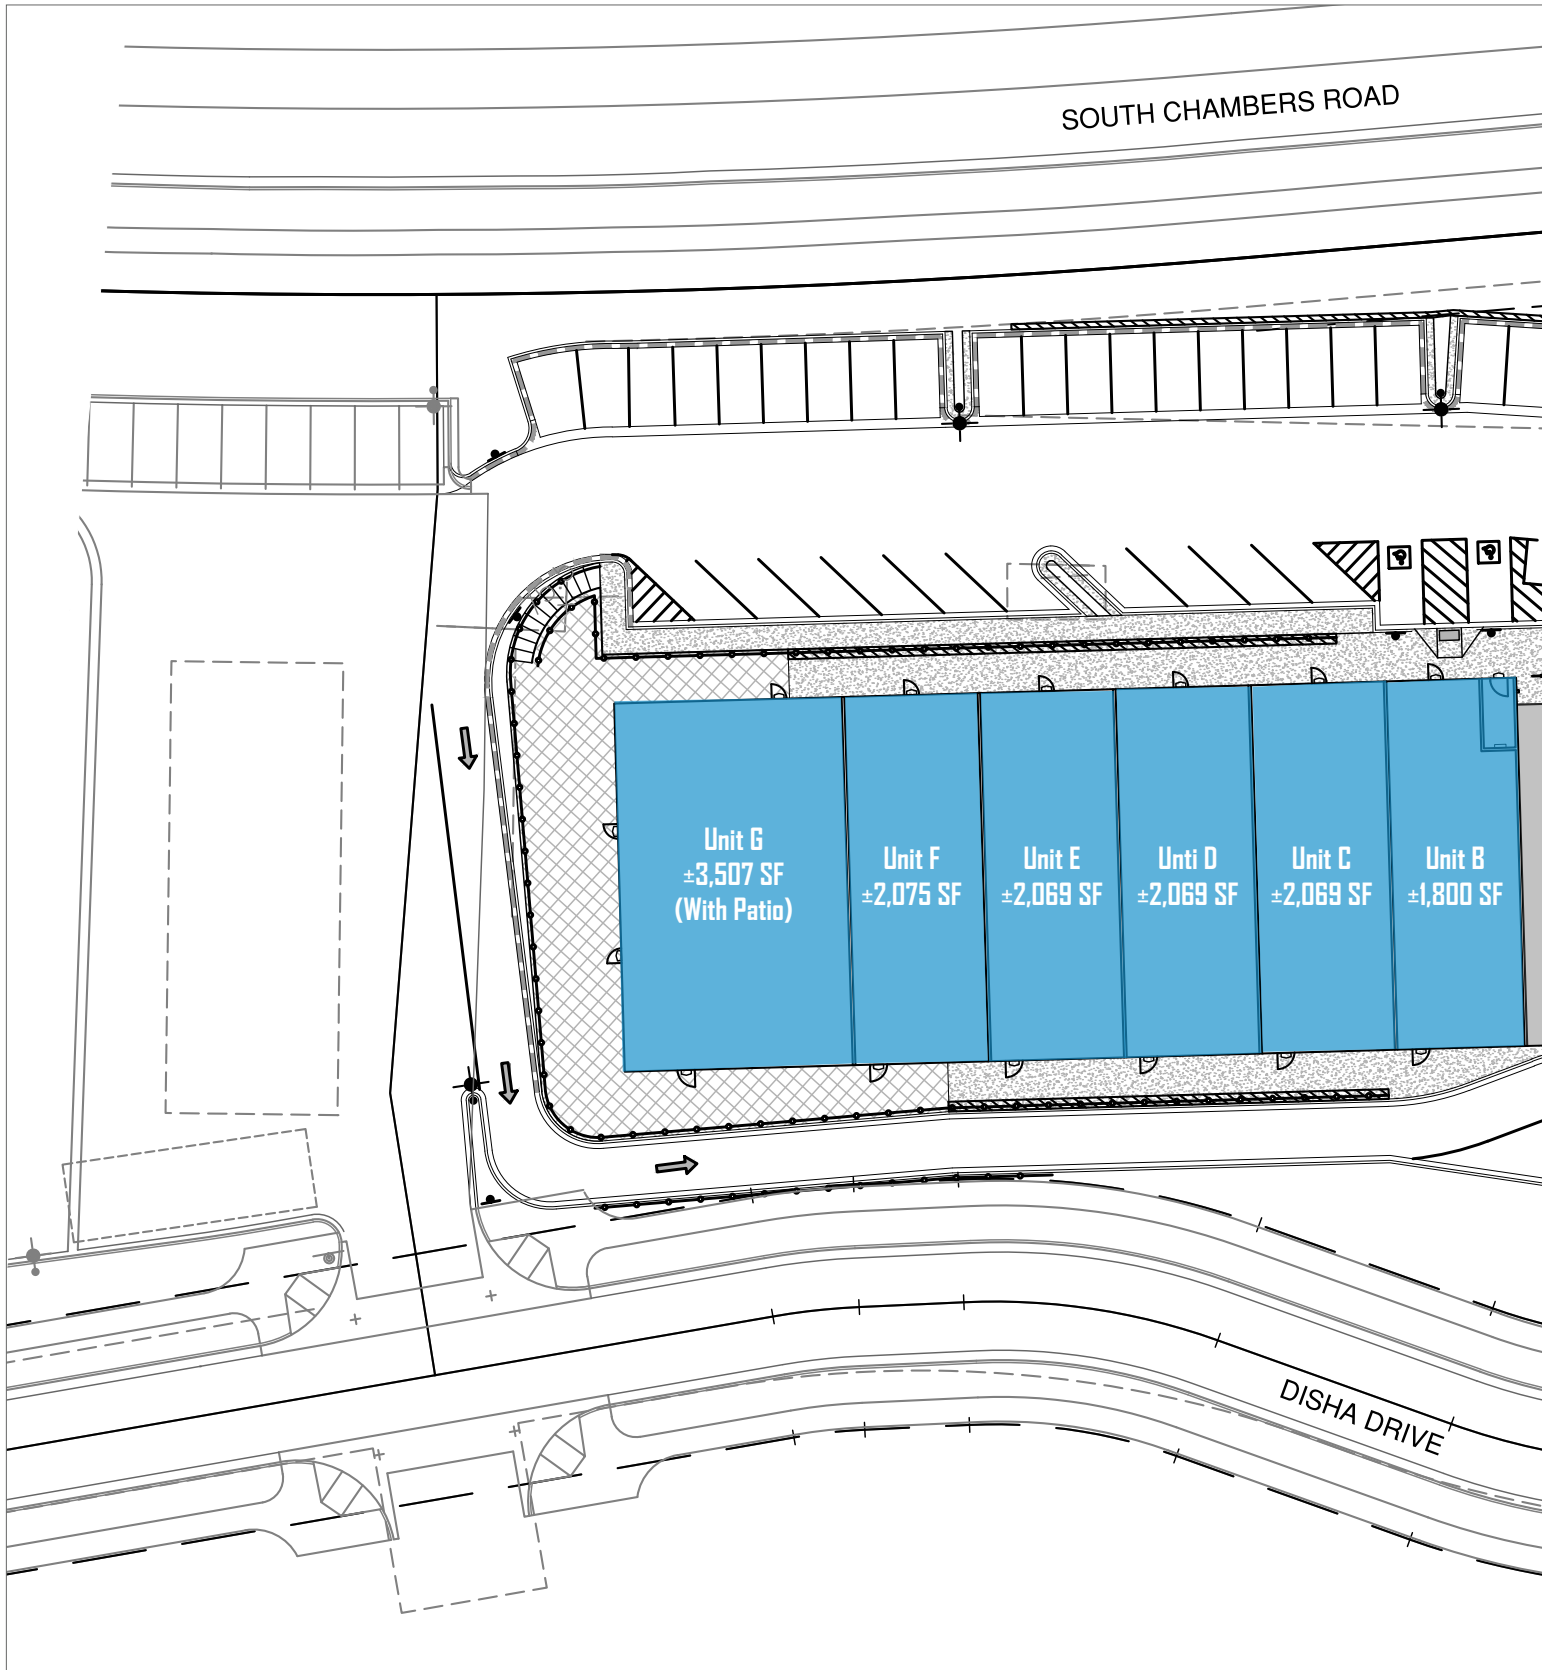 SOUTH CHAMBERS ROAD
Unit G
±3,507 SF
(With Patio)
Unit F
±2,075 SF
Unit E
±2,069 SF
Unti D
±2,069 SF
Unit C
±2,069 SF
Unit B
±1,800 SF
DISHA DRIVE